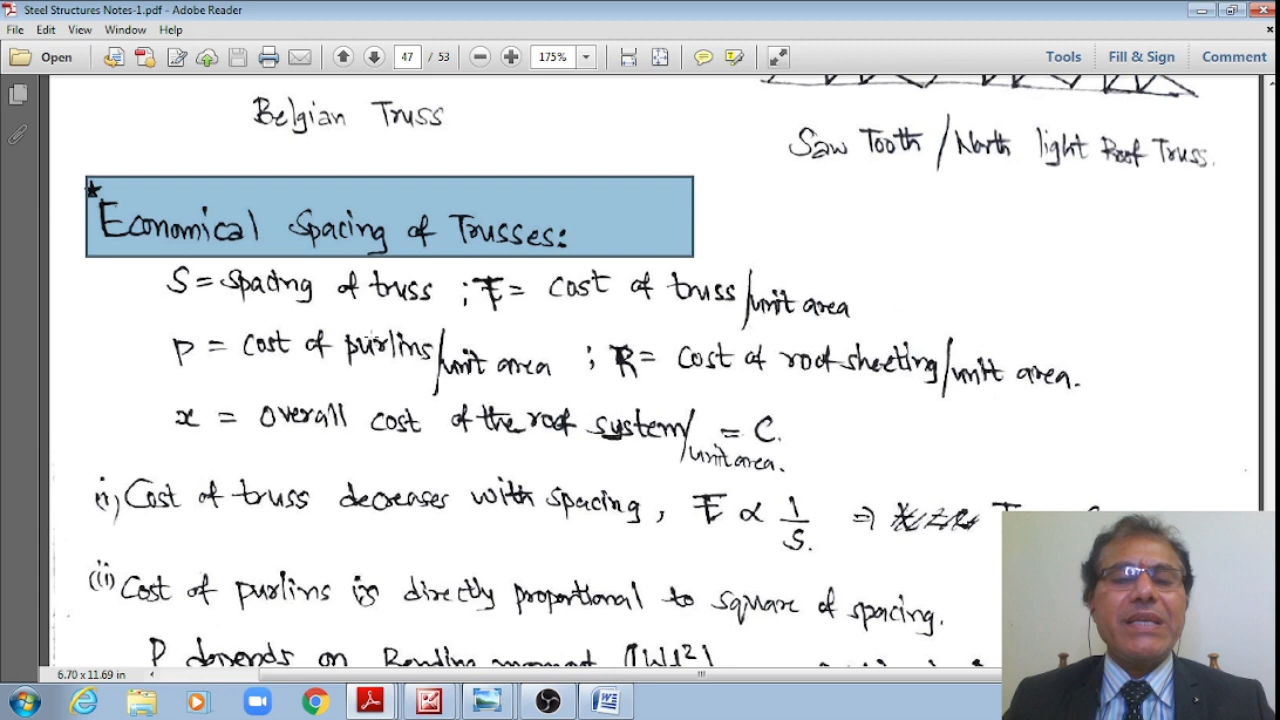 Steel Structures Notes-1.pdf - Adobe Reader
File Edit View Window Help
Open 47 / 53 175% Tools Fill & Sign Comment
Belgian Truss
Saw Tooth / North light Roof Truss.
Economical Spacing of Trusses:
S = spacing of truss ; T = cost of truss/unit area
P = cost of purlins/unit area ; R = cost of roof sheeting/unit area.
x = overall cost of the roof system/unit area. = C.
(i) Cost of truss decreases with spacing, T ∝ 1/S. ⇒
(ii) Cost of purlins is directly proportional to square of spacing.
P depends on Bending moment
6.70 x 11.69 in